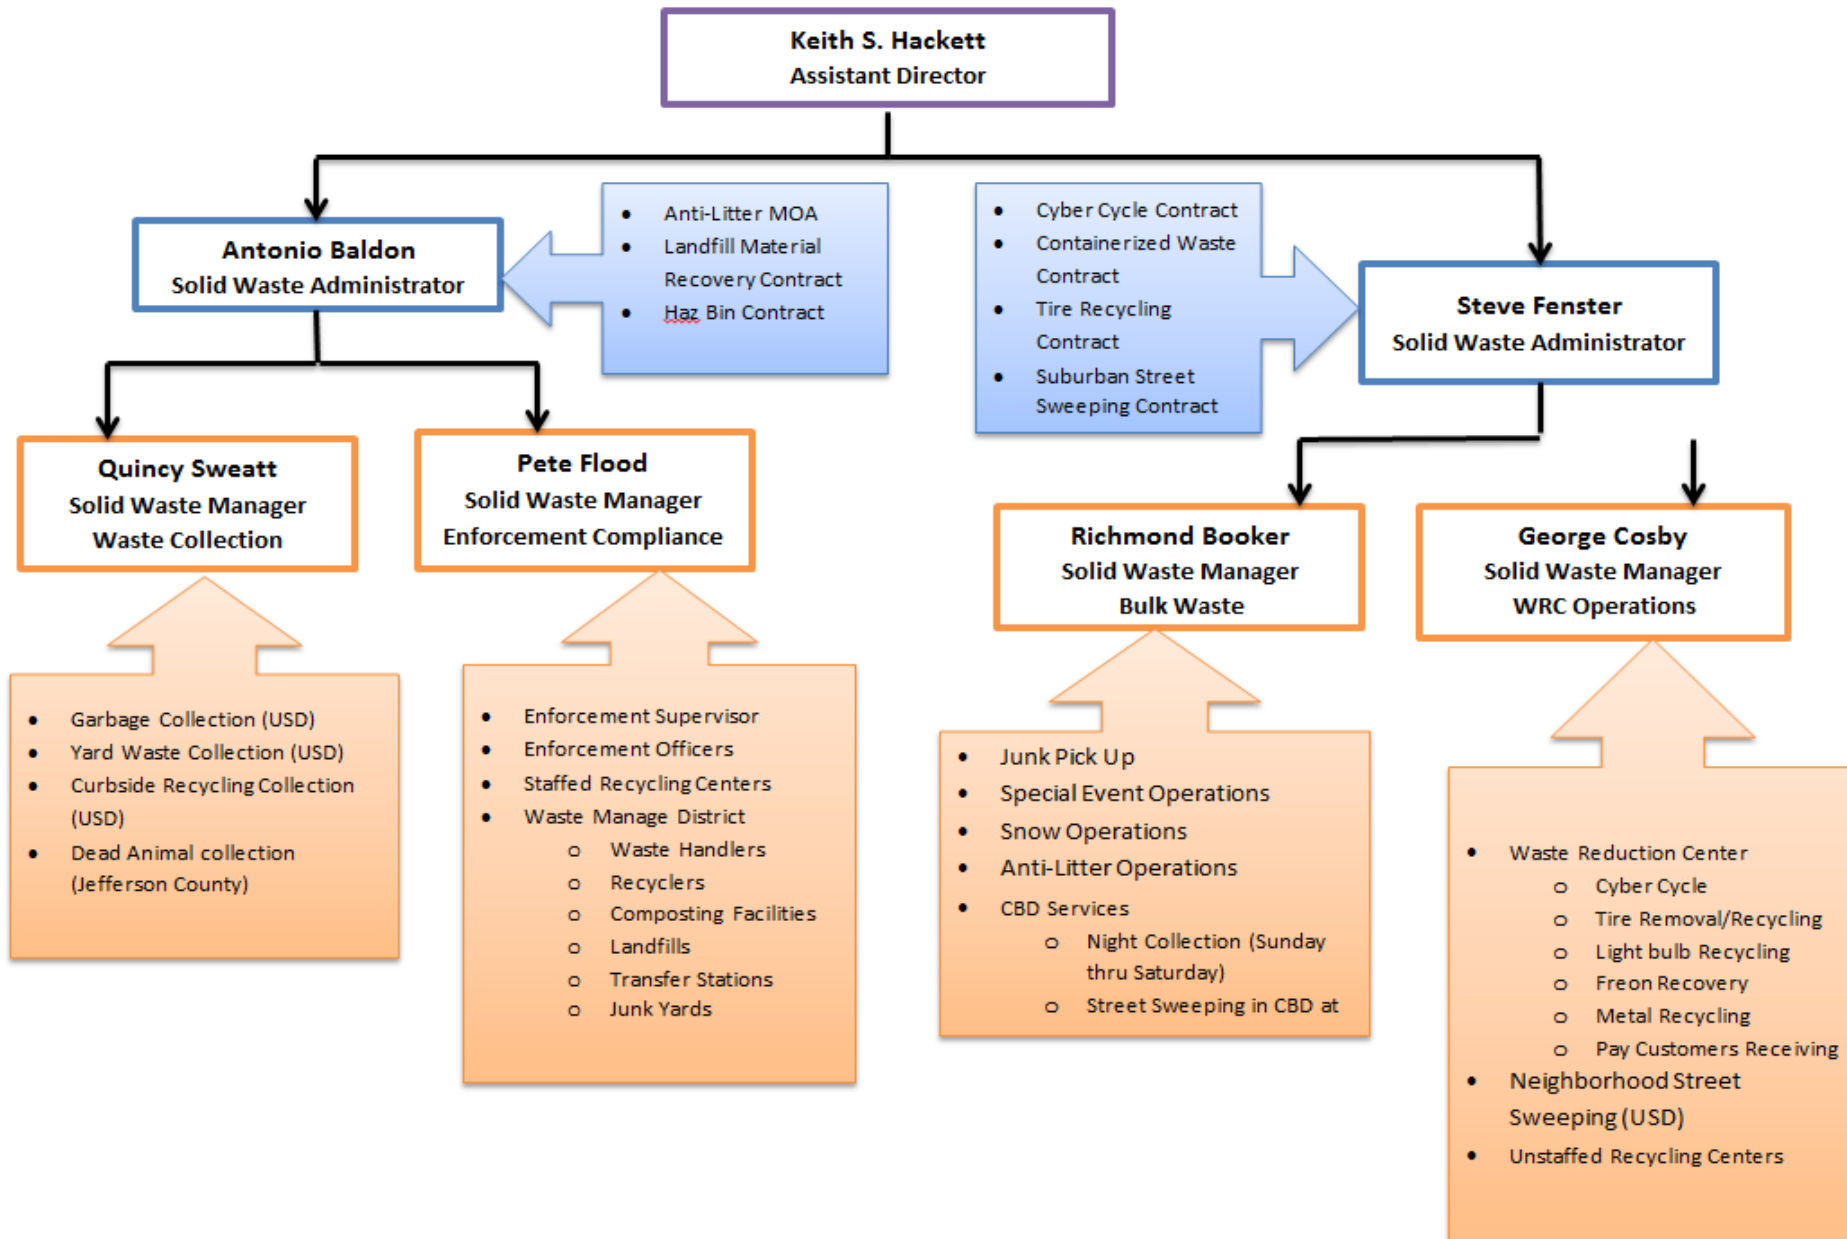 Keith S. Hackett
Assistant Director
Antonio Baldon
Solid Waste Administrator
• Anti-Litter MOA
• Landfill Material
Recovery Contract
• Haz Bin Contract
• Cyber Cycle Contract
• Containerized Waste
Contract
• Tire Recycling
Contract
• Suburban Street
Sweeping Contract
Steve Fenster
Solid Waste Administrator
Quincy Sweatt
Solid Waste Manager
Waste Collection
Pete Flood
Solid Waste Manager
Enforcement Compliance
Richmond Booker
Solid Waste Manager
Bulk Waste
George Cosby
Solid Waste Manager
WRC Operations
• Garbage Collection (USD)
• Yard Waste Collection (USD)
• Curbside Recycling Collection
(USD)
• Dead Animal collection
(Jefferson County)
• Enforcement Supervisor
• Enforcement Officers
• Staffed Recycling Centers
• Waste Manage District
o Waste Handlers
o Recyclers
o Composting Facilities
o Landfills
o Transfer Stations
o Junk Yards
• Junk Pick Up
• Special Event Operations
• Snow Operations
• Anti-Litter Operations
• CBD Services
o Night Collection (Sunday
thru Saturday)
o Street Sweeping in CBD at
• Waste Reduction Center
o Cyber Cycle
o Tire Removal/Recycling
o Light bulb Recycling
o Freon Recovery
o Metal Recycling
o Pay Customers Receiving
• Neighborhood Street
Sweeping (USD)
• Unstaffed Recycling Centers